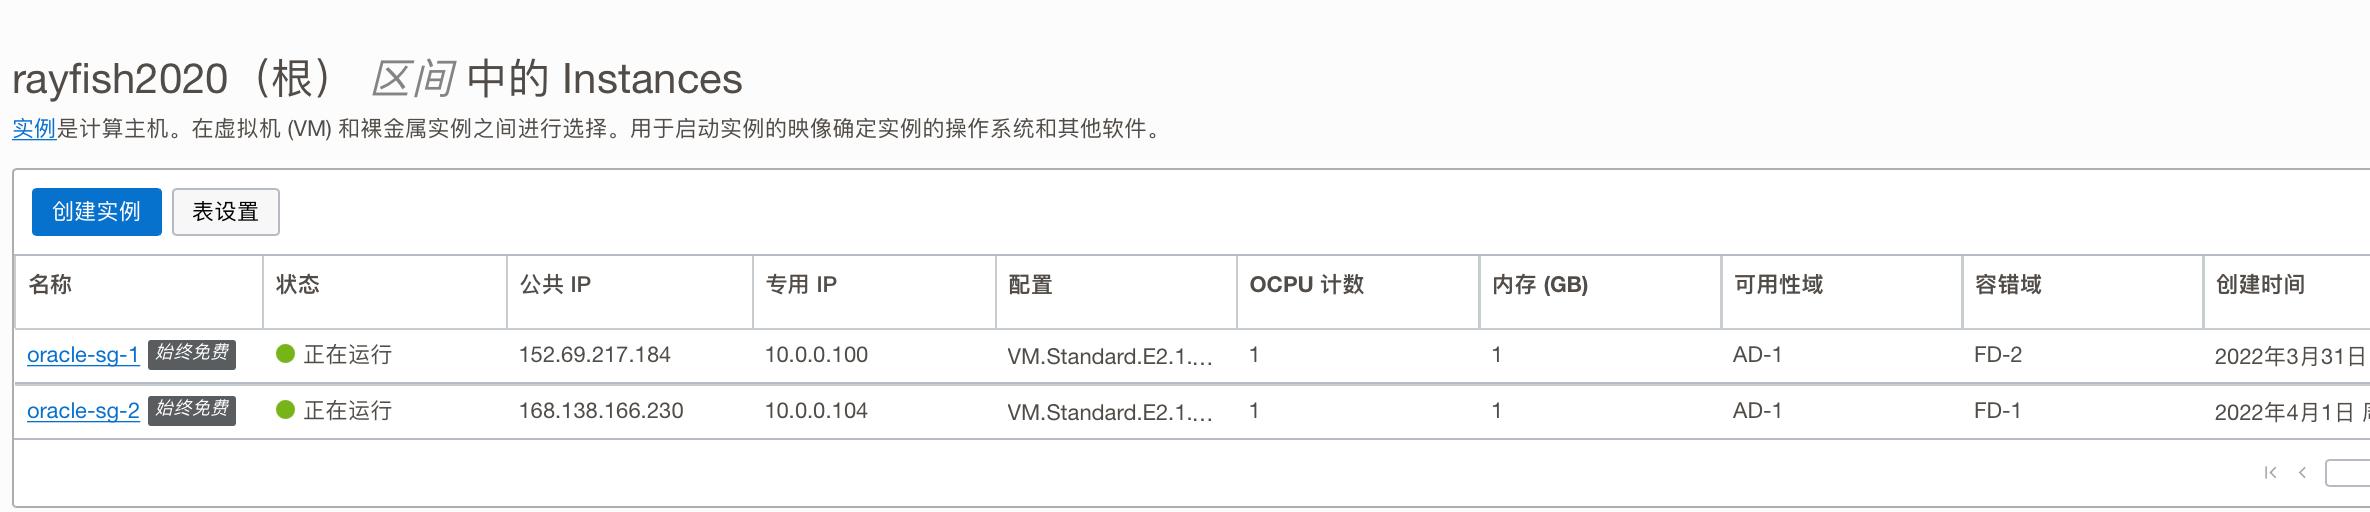 rayfish2020（根） 区间 中的 Instances
实例是计算主机。在虚拟机 (VM) 和裸金属实例之间进行选择。用于启动实例的映像确定实例的操作系统和其他软件。
创建实例 表设置
名称 状态 公共 IP 专用 IP 配置 OCPU 计数 内存 (GB) 可用性域 容错域 创建时间
oracle-sg-1 始终免费 正在运行 152.69.217.184 10.0.0.100 VM.Standard.E2.1.... 1 1 AD-1 FD-2 2022年3月31日
oracle-sg-2 始终免费 正在运行 168.138.166.230 10.0.0.104 VM.Standard.E2.1.... 1 1 AD-1 FD-1 2022年4月1日